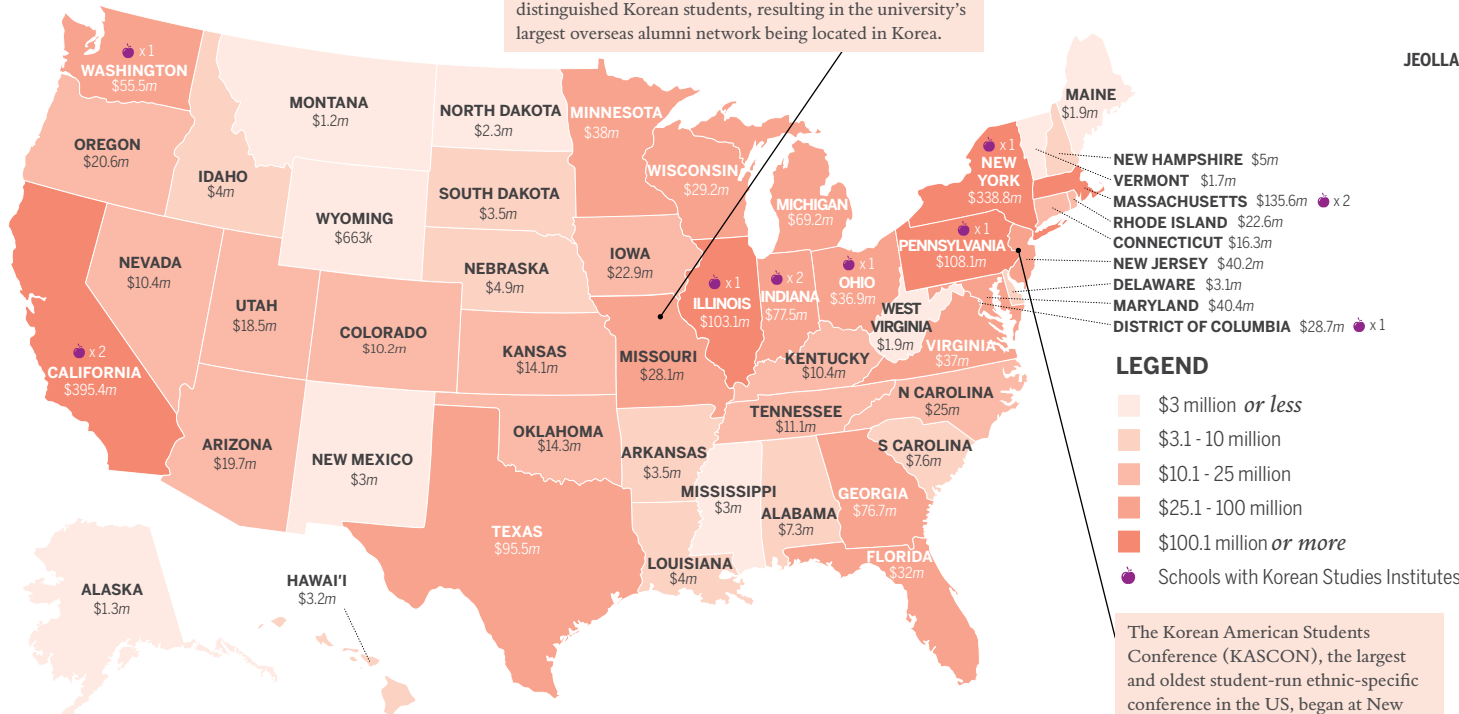 distinguished Korean students, resulting in the university's
largest overseas alumni network being located in Korea.
JEOLLA
x 1
WASHINGTON
$55.5m
OREGON
$20.6m
IDAHO
$4m
MONTANA
$1.2m
NORTH DAKOTA
$2.3m
MINNESOTA
$38m
WISCONSIN
$29.2m
MICHIGAN
$69.2m
SOUTH DAKOTA
$3.5m
WYOMING
$663k
NEVADA
$10.4m
UTAH
$18.5m
COLORADO
$10.2m
NEBRASKA
$4.9m
IOWA
$22.9m
x 1
ILLINOIS
$103.1m
x 2
INDIANA
$77.5m
x 1
OHIO
$36.9m
x 1
PENNSYLVANIA
$108.1m
x 1
NEW
YORK
$338.8m
MAINE
$1.9m
NEW HAMPSHIRE $5m
VERMONT $1.7m
MASSACHUSETTS $135.6m x 2
RHODE ISLAND $22.6m
CONNECTICUT $16.3m
NEW JERSEY $40.2m
DELAWARE $3.1m
MARYLAND $40.4m
DISTRICT OF COLUMBIA $28.7m x 1
x 2
CALIFORNIA
$395.4m
KANSAS
$14.1m
MISSOURI
$28.1m
KENTUCKY
$10.4m
WEST
VIRGINIA
$1.9m
VIRGINIA
$37m
N CAROLINA
$25m
TENNESSEE
$11.1m
S CAROLINA
$7.6m
ARIZONA
$19.7m
NEW MEXICO
$3m
OKLAHOMA
$14.3m
ARKANSAS
$3.5m
MISSISSIPPI
$3m
ALABAMA
$7.3m
GEORGIA
$76.7m
TEXAS
$95.5m
LOUISIANA
$4m
FLORIDA
$32m
ALASKA
$1.3m
HAWAI'I
$3.2m
LEGEND
$3 million or less
$3.1 - 10 million
$10.1 - 25 million
$25.1 - 100 million
$100.1 million or more
Schools with Korean Studies Institutes
The Korean American Students
Conference (KASCON), the largest
and oldest student-run ethnic-specific
conference in the US, began at New